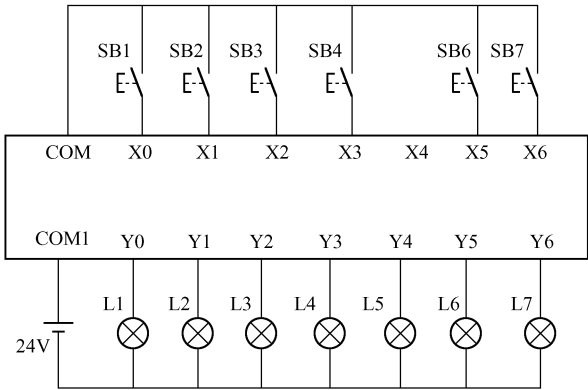 SB1 SB2 SB3 SB4 SB6 SB7
COM X0 X1 X2 X3 X4 X5 X6
COM1 Y0 Y1 Y2 Y3 Y4 Y5 Y6
L1 L2 L3 L4 L5 L6 L7
24V